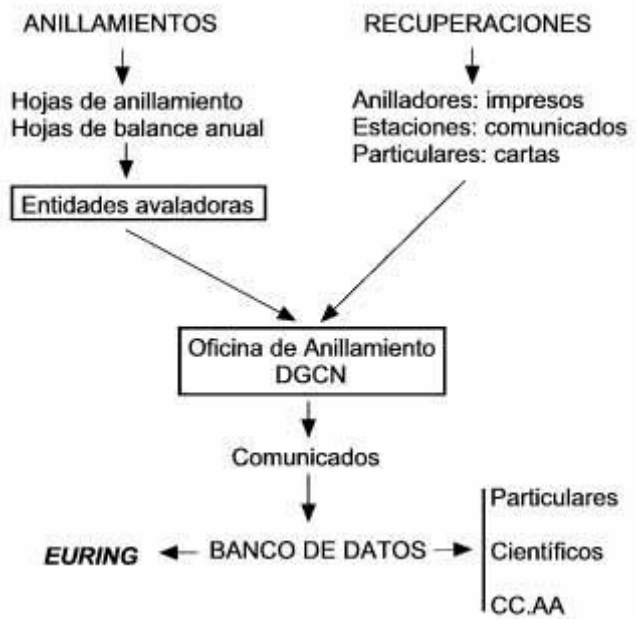 ANILLAMIENTOS
RECUPERACIONES
Hojas de anillamiento
Hojas de balance anual
Anilladores: impresos
Estaciones: comunicados
Particulares: cartas
Entidades avaladoras
Oficina de Anillamiento
DGCN
Comunicados
EURING
BANCO DE DATOS
Particulares
Científicos
CC.AA